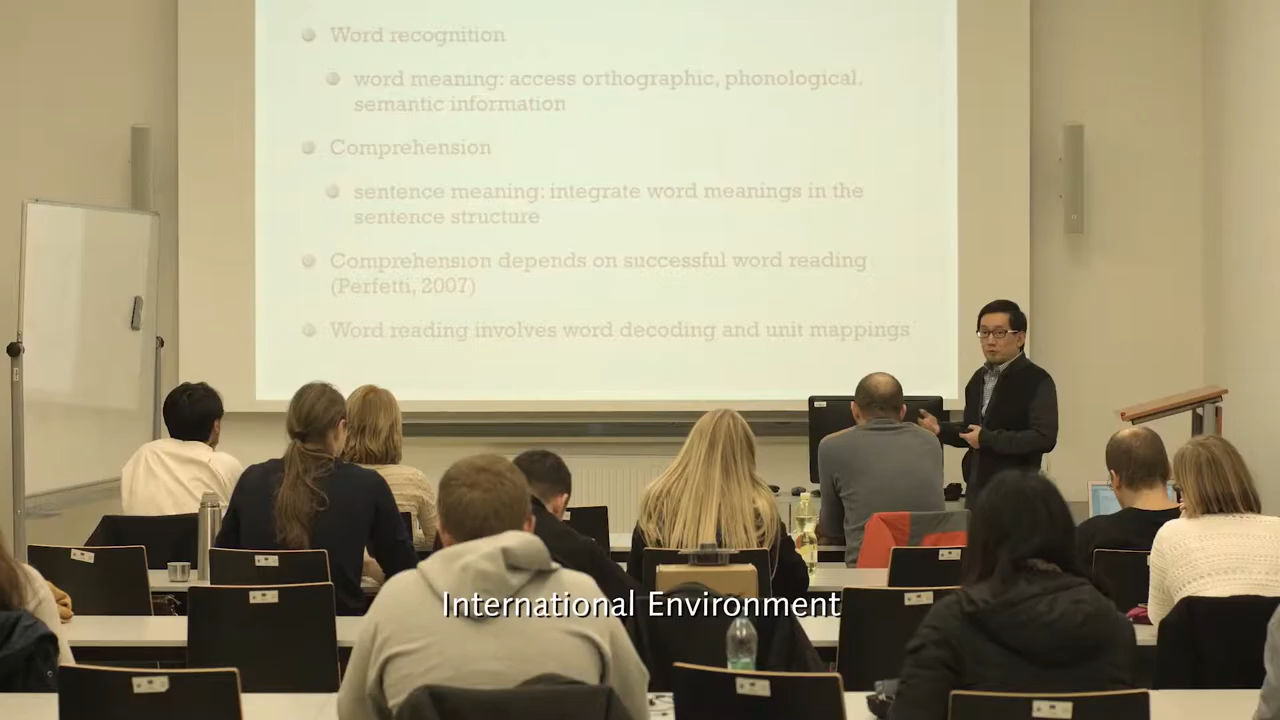 Word recognition
word meaning: access orthographic, phonological,
semantic information
Comprehension
sentence meaning: integrate word meanings in the
sentence structure
Comprehension depends on successful word reading
(Perfetti, 2007)
Word reading involves word decoding and unit mappings
International Environment